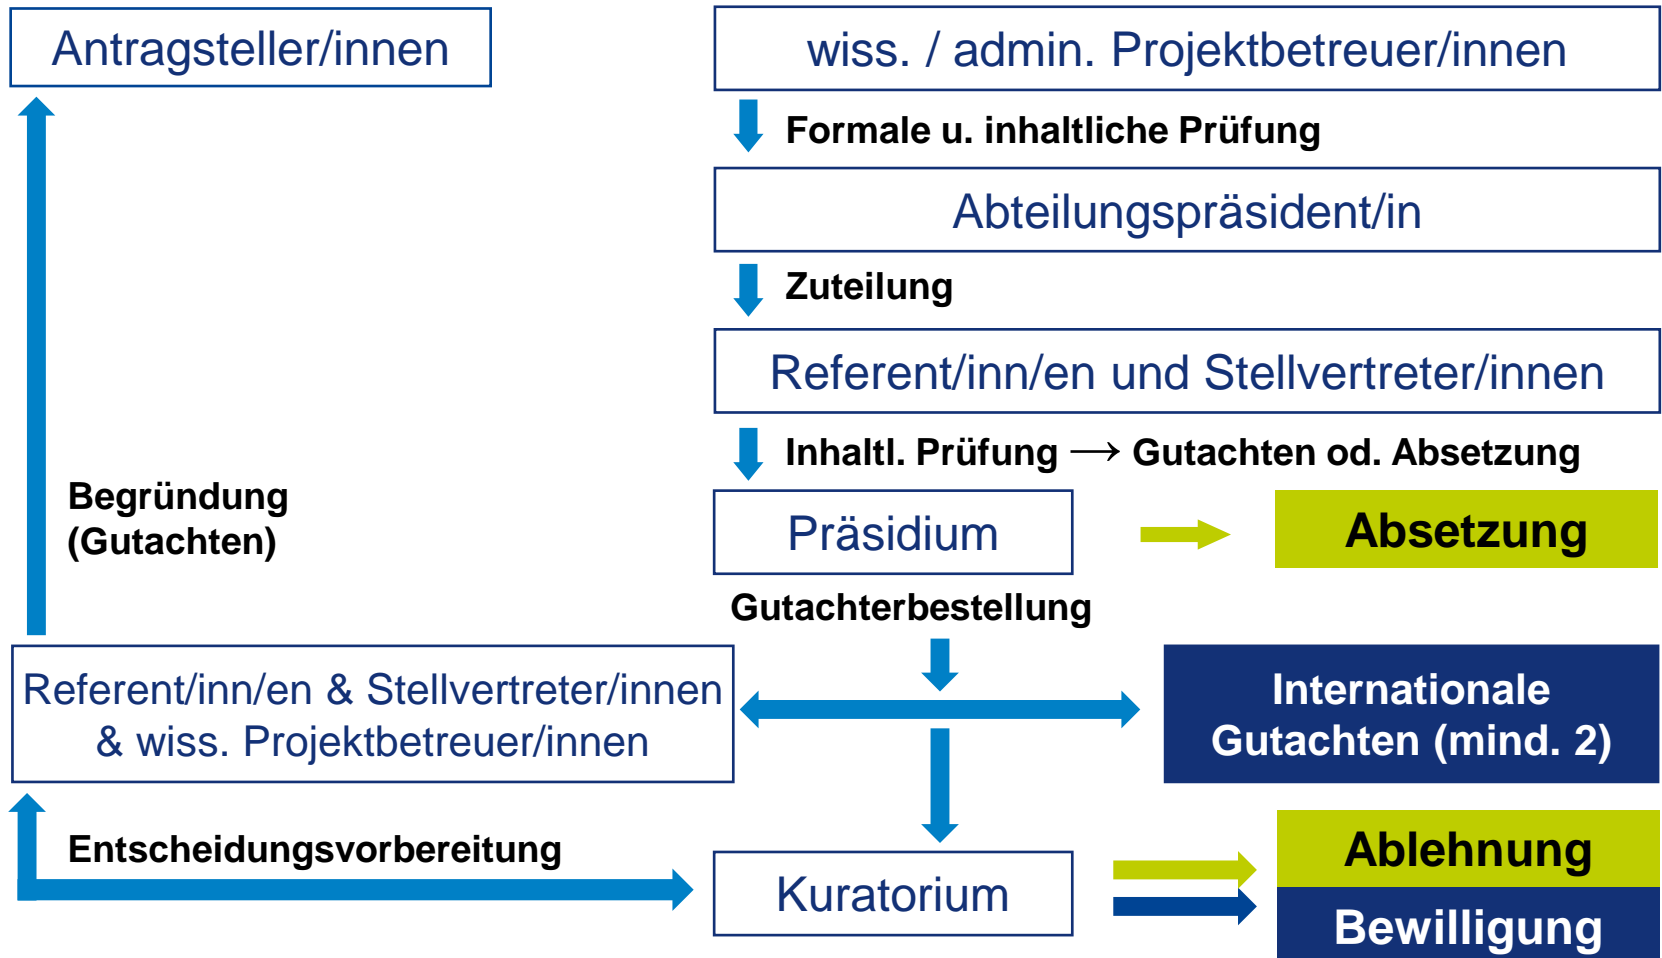 Antragsteller/innen
wiss. / admin. Projektbetreuer/innen
Formale u. inhaltliche Prüfung
Abteilungspräsident/in
Zuteilung
Referent/inn/en und Stellvertreter/innen
Inhaltl. Prüfung → Gutachten od. Absetzung
Begründung
(Gutachten)
Präsidium
Absetzung
Gutachterbestellung
Referent/inn/en & Stellvertreter/innen
& wiss. Projektbetreuer/innen
Internationale
Gutachten (mind. 2)
Entscheidungsvorbereitung
Kuratorium
Ablehnung
Bewilligung